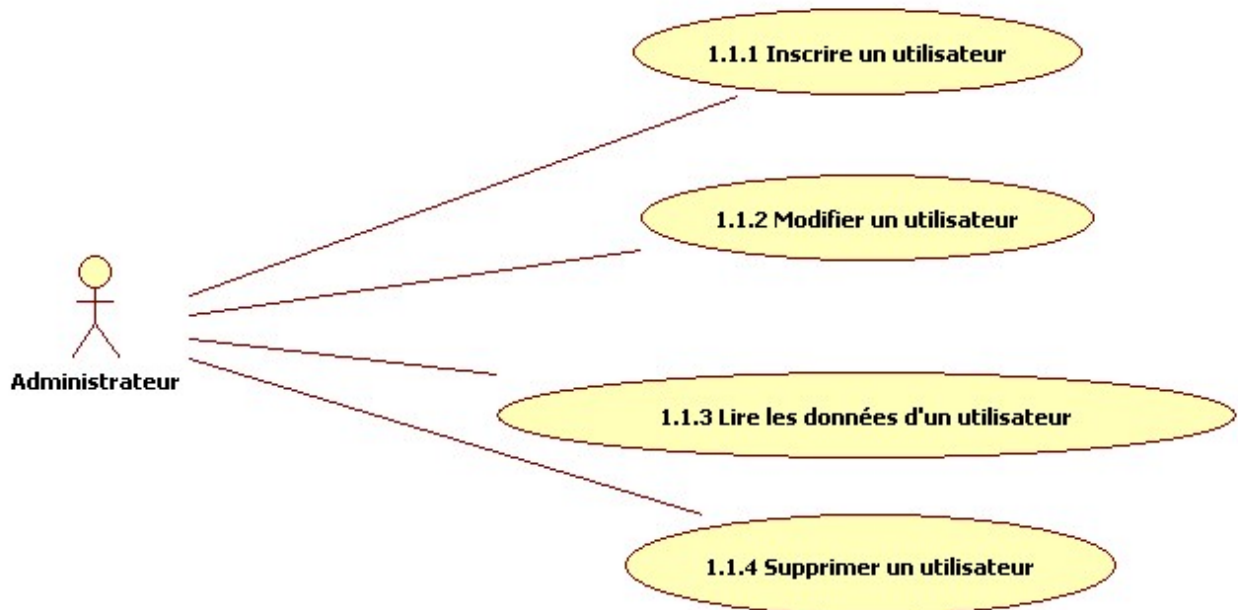 1.1.1 Inscrire un utilisateur
1.1.2 Modifier un utilisateur
Administrateur
1.1.3 Lire les données d'un utilisateur
1.1.4 Supprimer un utilisateur